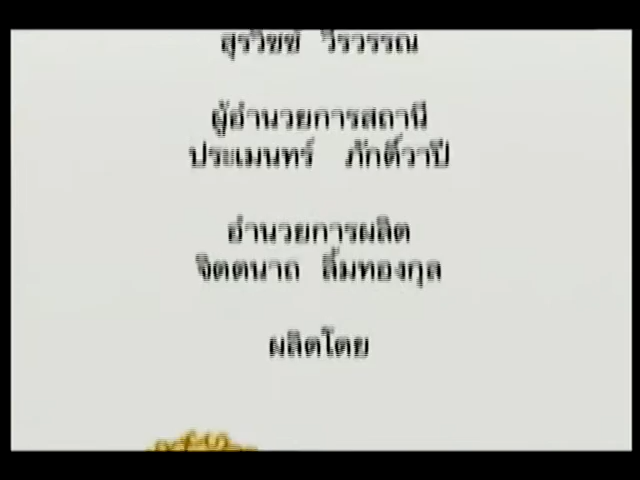 สุรวิชช์ วีรวรรณ
ผู้อำนวยการสถานี
ประเมนทร์ ภักดิ์วาปี
อำนวยการผลิต
จิตตนาถ ลิ้มทองกุล
ผลิตโดย